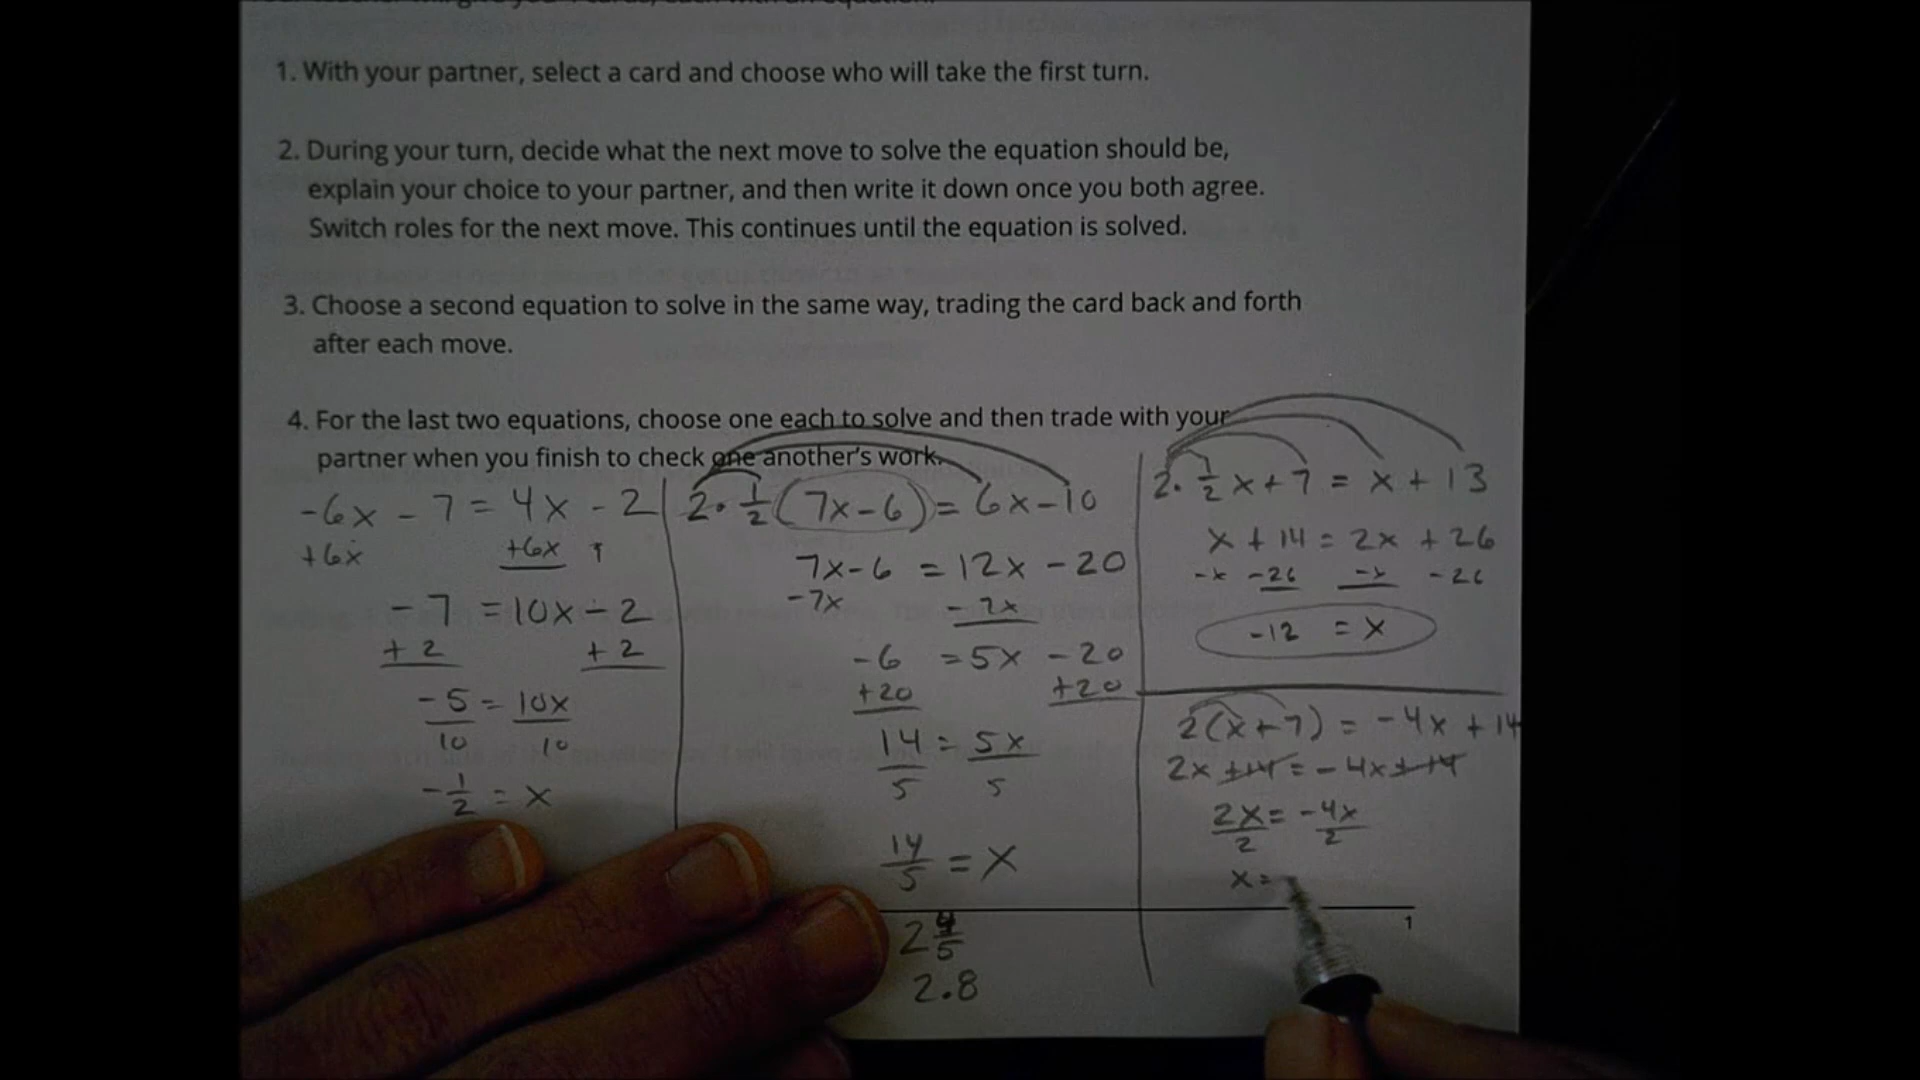 1. With your partner, select a card and choose who will take the first turn.
2. During your turn, decide what the next move to solve the equation should be,
explain your choice to your partner, and then write it down once you both agree.
Switch roles for the next move. This continues until the equation is solved.
3. Choose a second equation to solve in the same way, trading the card back and forth
after each move.
4. For the last two equations, choose one each to solve and then trade with your
partner when you finish to check one another's work.
-6x - 7 = 4x - 2
+6x +6x
-7 = 10x - 2
+2 +2
-5 = 10x
10 10
-1/2 = x
2 · 1/2 (7x - 6) = 6x - 10
7x - 6 = 12x - 20
-7x -7x
-6 = 5x - 20
+20 +20
14 = 5x
5 5
14/5 = x
2 4/5
2.8
2 · 1/2 x + 7 = x + 13
x + 14 = 2x + 26
-x -26 -x -26
-12 = x
2(x + 7) = -4x + 14
2x + 14 = -4x + 14
2x = -4x
2 2
x =
1